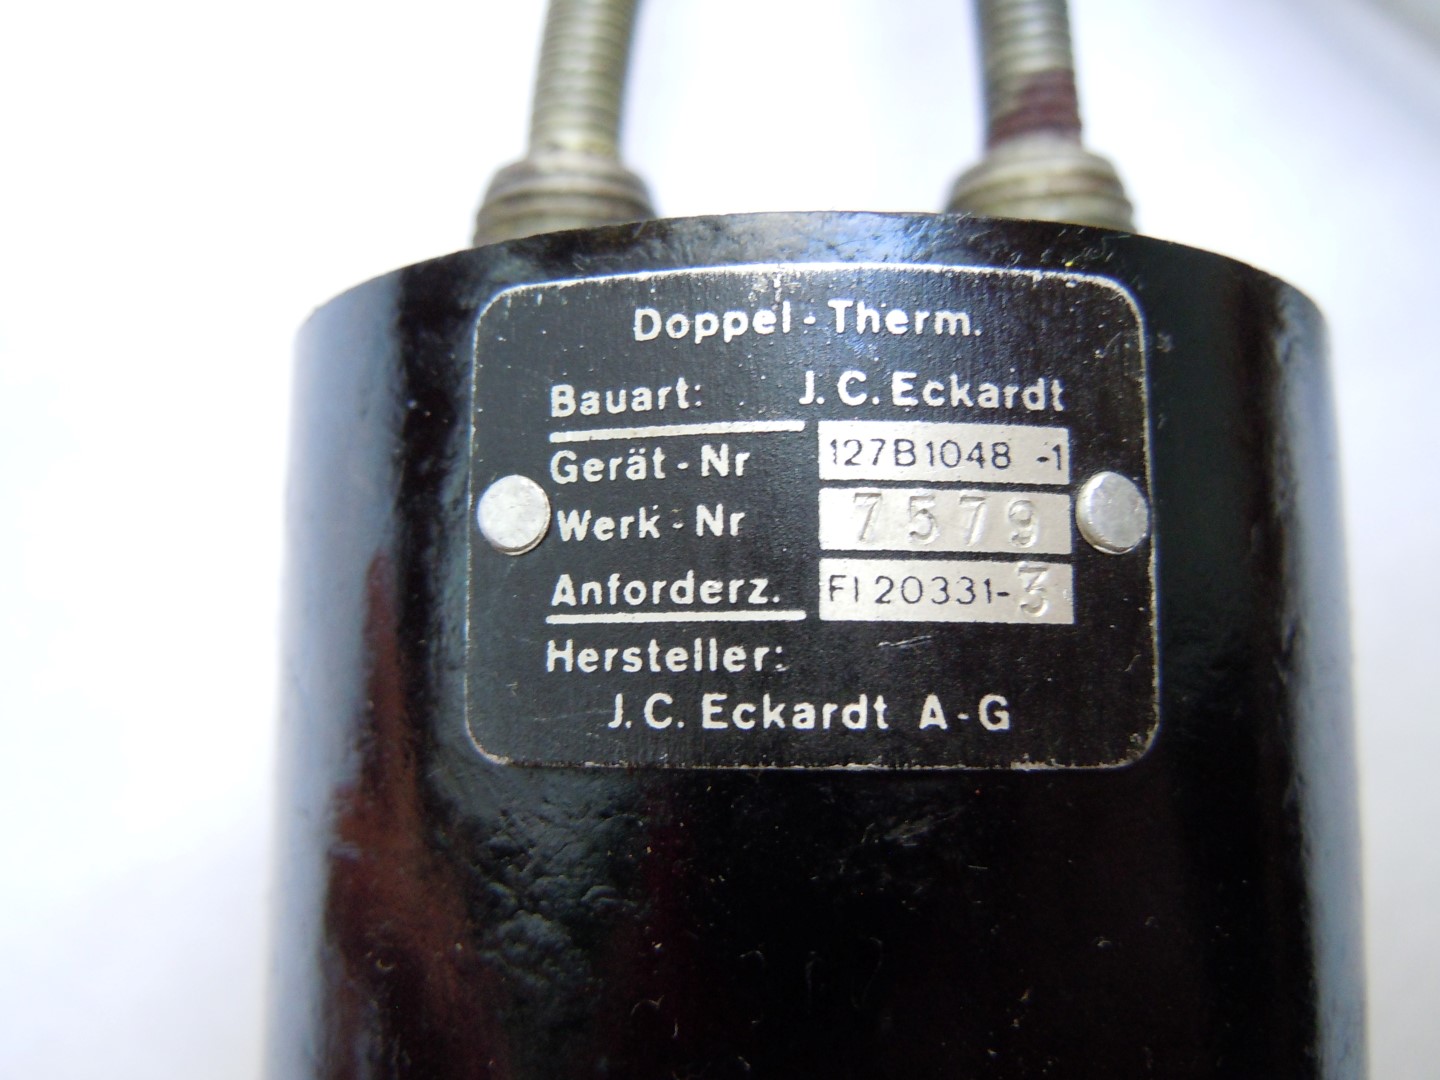 Doppel - Therm.
Bauart: J. C. Eckardt
Gerät - Nr 127B1048 -1
Werk - Nr 7579
Anforderz. Fl 20331-3
Hersteller:
J. C. Eckardt A - G